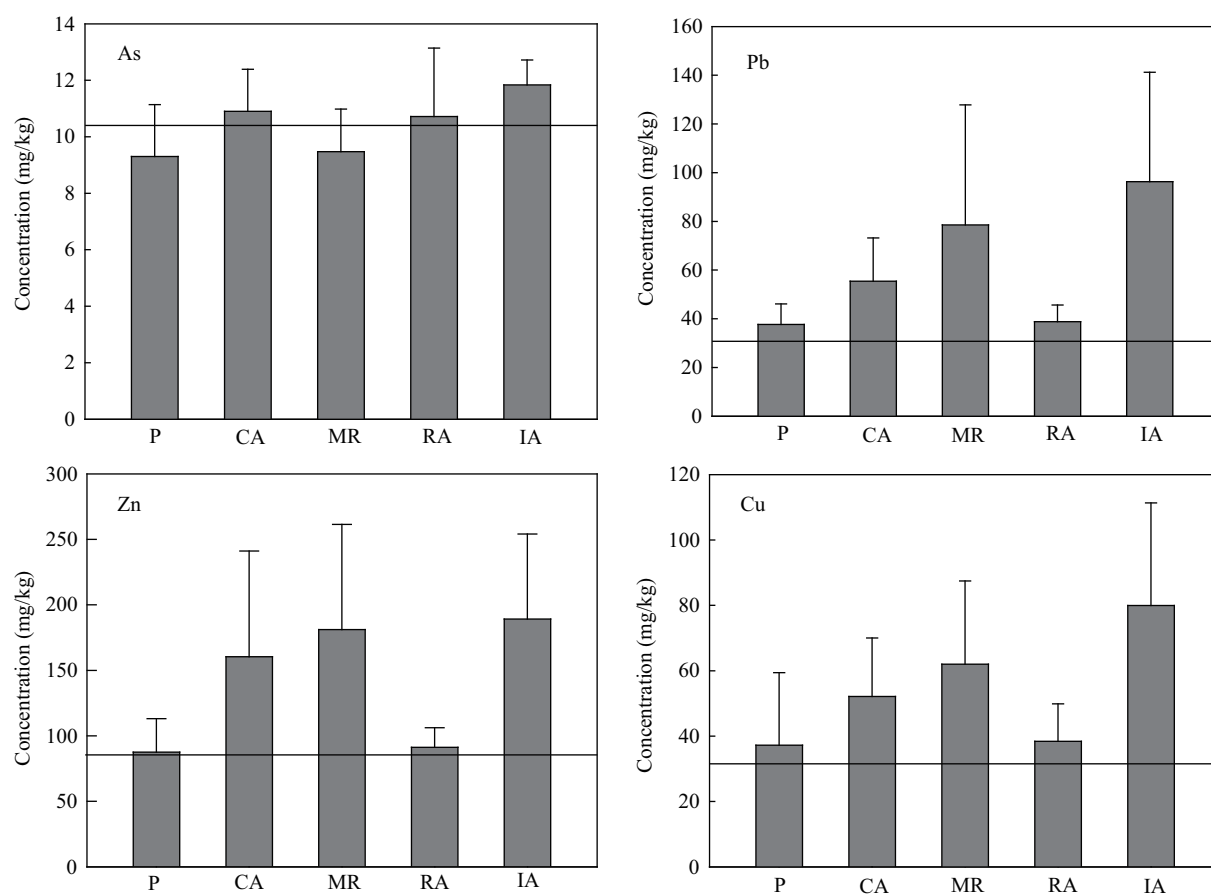 As
Concentration (mg/kg)
14
12
10
8
6
4
2
0
P CA MR RA IA
Pb
Concentration (mg/kg)
160
140
120
100
80
60
40
20
0
P CA MR RA IA
Zn
Concentration (mg/kg)
300
250
200
150
100
50
0
P CA MR RA IA
Cu
Concentration (mg/kg)
120
100
80
60
40
20
0
P CA MR RA IA